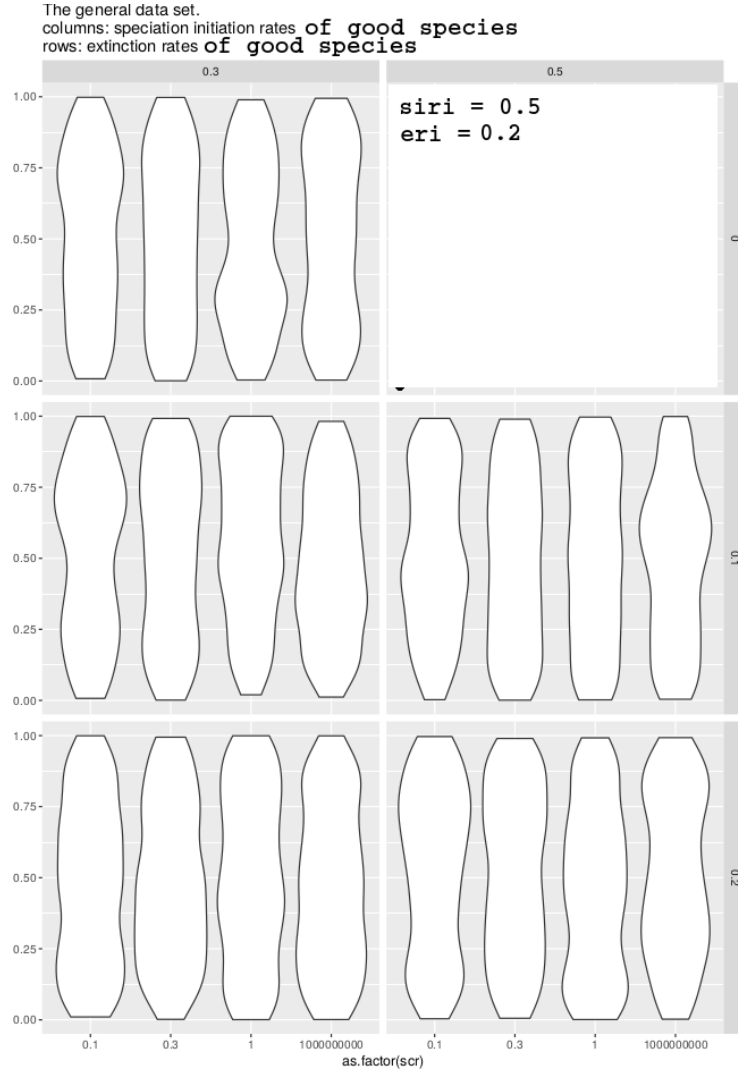 The general data set.
columns: speciation initiation rates of good species
rows: extinction rates of good species
0.3
0.5
siri = 0.5
eri = 0.2
1.00
0.75
0.50
0.25
0.00
0
1.00
0.75
0.50
0.25
0.00
0.1
1.00
0.75
0.50
0.25
0.00
0.2
0.1 0.3 1 1000000000 0.1 0.3 1 1000000000
as.factor(scr)